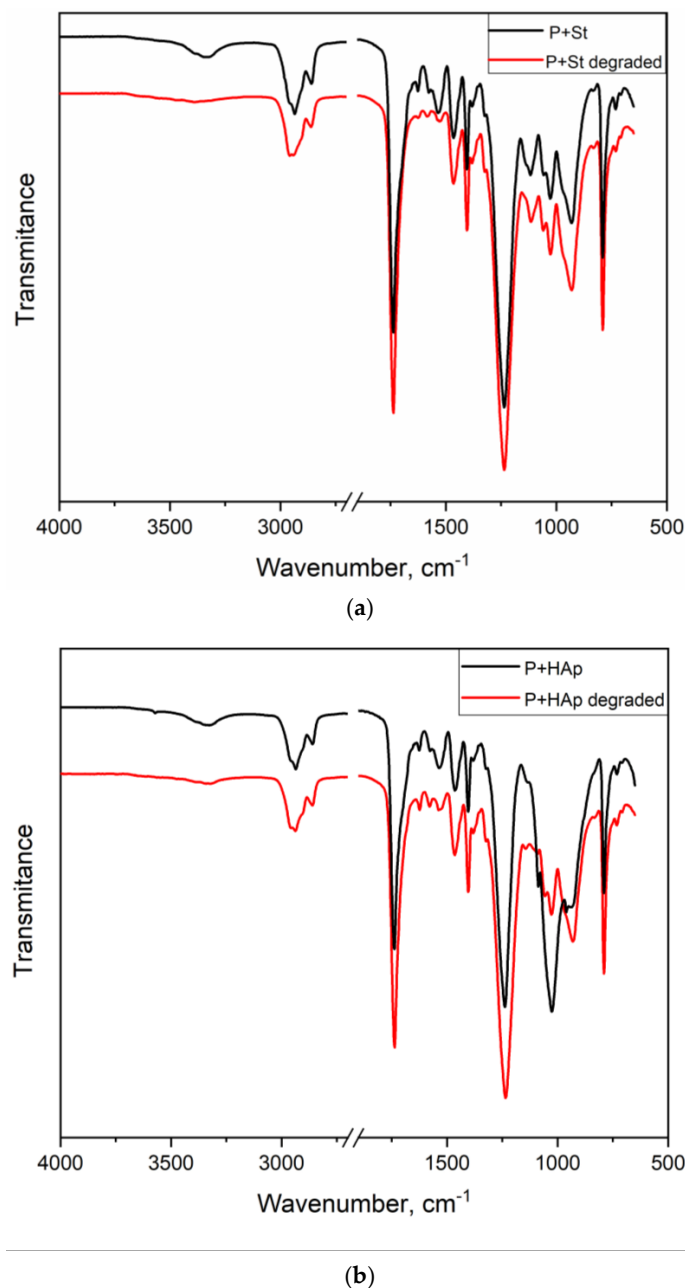 P+St
P+St degraded
Transmitance
4000 3500 3000 1500 1000 500
Wavenumber, cm-1
(a)
P+HAp
P+HAp degraded
Transmitance
4000 3500 3000 1500 1000 500
Wavenumber, cm-1
(b)